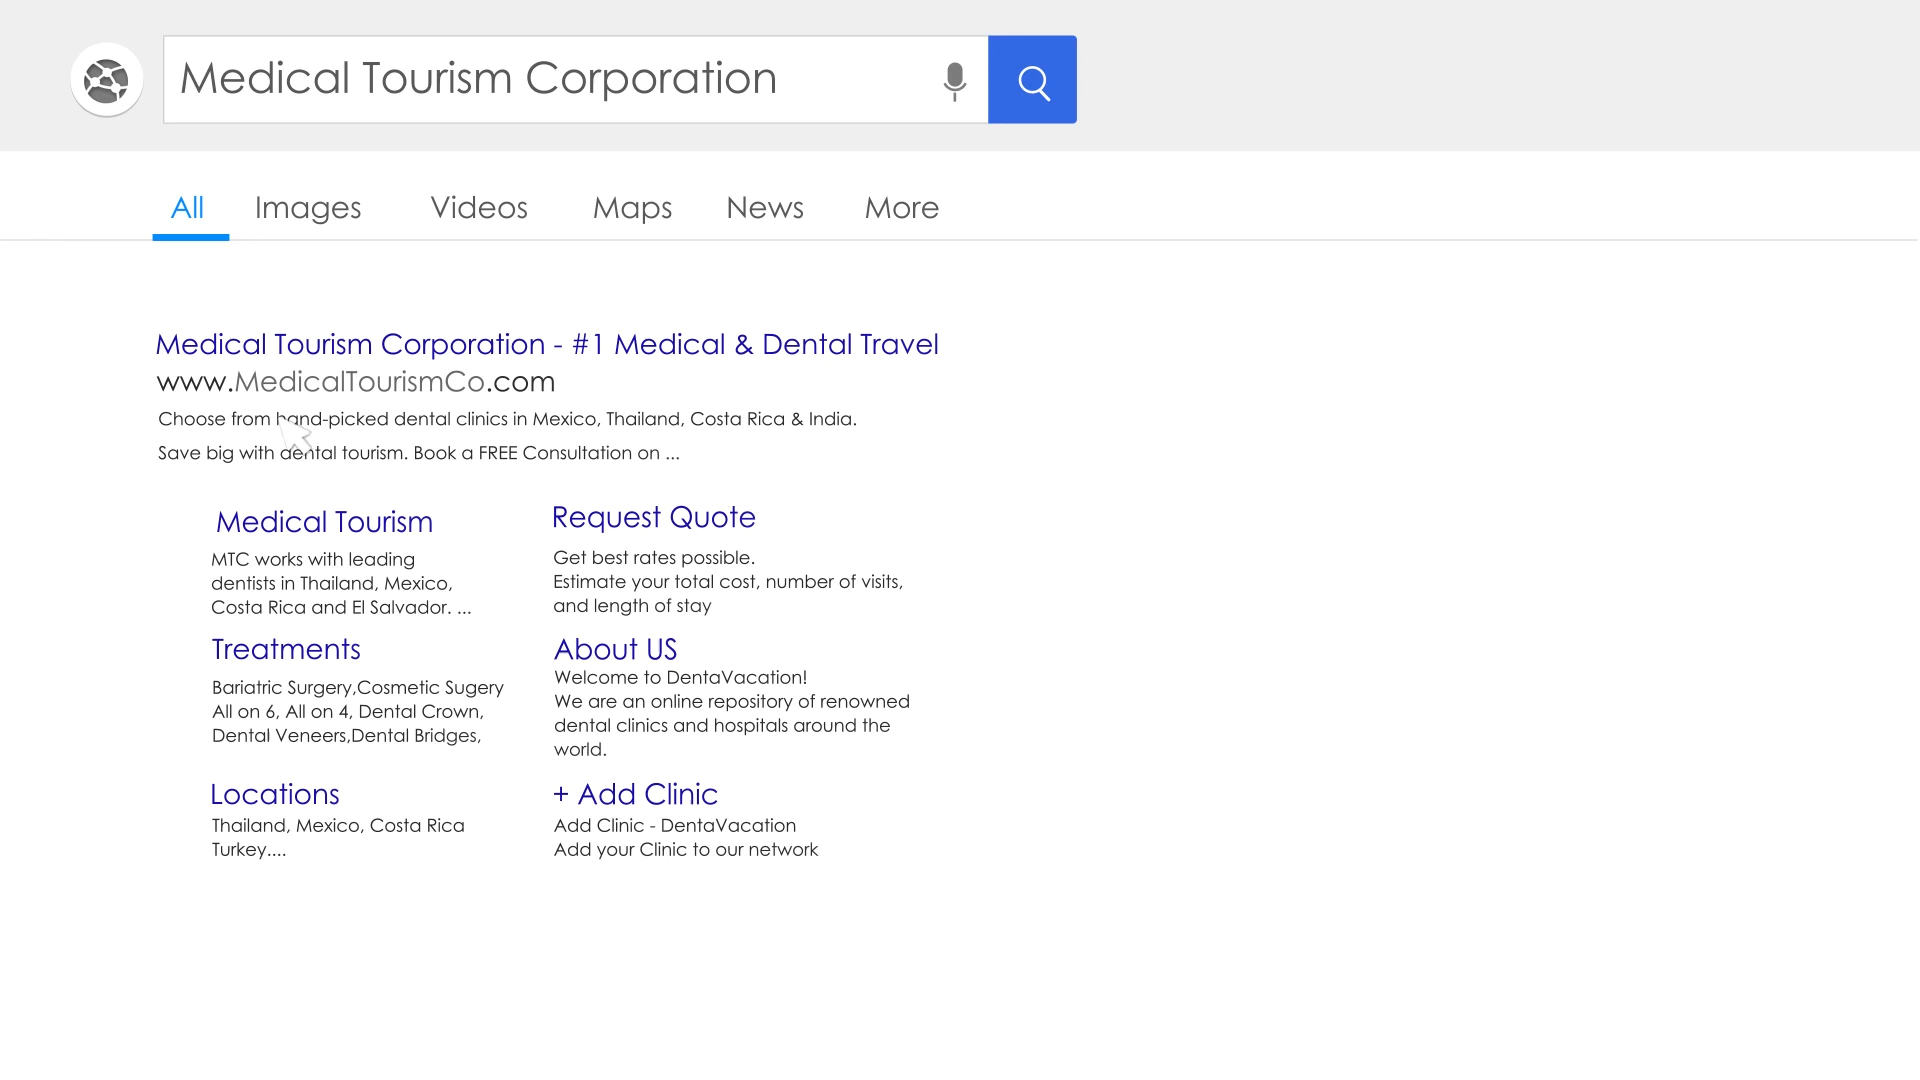 Medical Tourism Corporation
All Images Videos Maps News More
Medical Tourism Corporation - #1 Medical & Dental Travel
www.MedicalTourismCo.com
Choose from hand-picked dental clinics in Mexico, Thailand, Costa Rica & India.
Save big with dental tourism. Book a FREE Consultation on ...
Medical Tourism
MTC works with leading
dentists in Thailand, Mexico,
Costa Rica and El Salvador. ...
Request Quote
Get best rates possible.
Estimate your total cost, number of visits,
and length of stay
Treatments
Bariatric Surgery,Cosmetic Sugery
All on 6, All on 4, Dental Crown,
Dental Veneers,Dental Bridges,
About US
Welcome to DentaVacation!
We are an online repository of renowned
dental clinics and hospitals around the
world.
Locations
Thailand, Mexico, Costa Rica
Turkey....
+ Add Clinic
Add Clinic - DentaVacation
Add your Clinic to our network